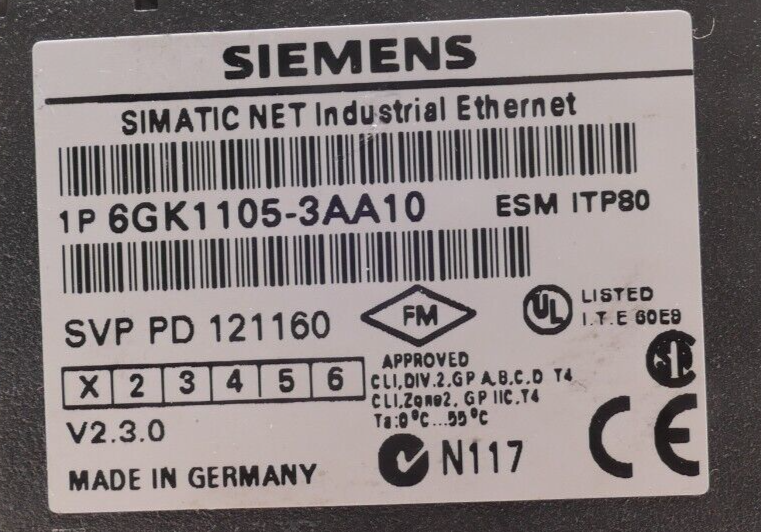 SIEMENS
SIMATIC NET Industrial Ethernet
1P 6GK1105-3AA10 ESM ITP80
SVP PD 121160
FM
APPROVED
CL.I,DIV.2,GP A,B,C,D T4
CL.I,Zone2, GP IIC,T4
Ta:0°C...55°C
UL LISTED
I.T.E 60E8
X 2 3 4 5 6
V2.3.0
N117
CE
MADE IN GERMANY